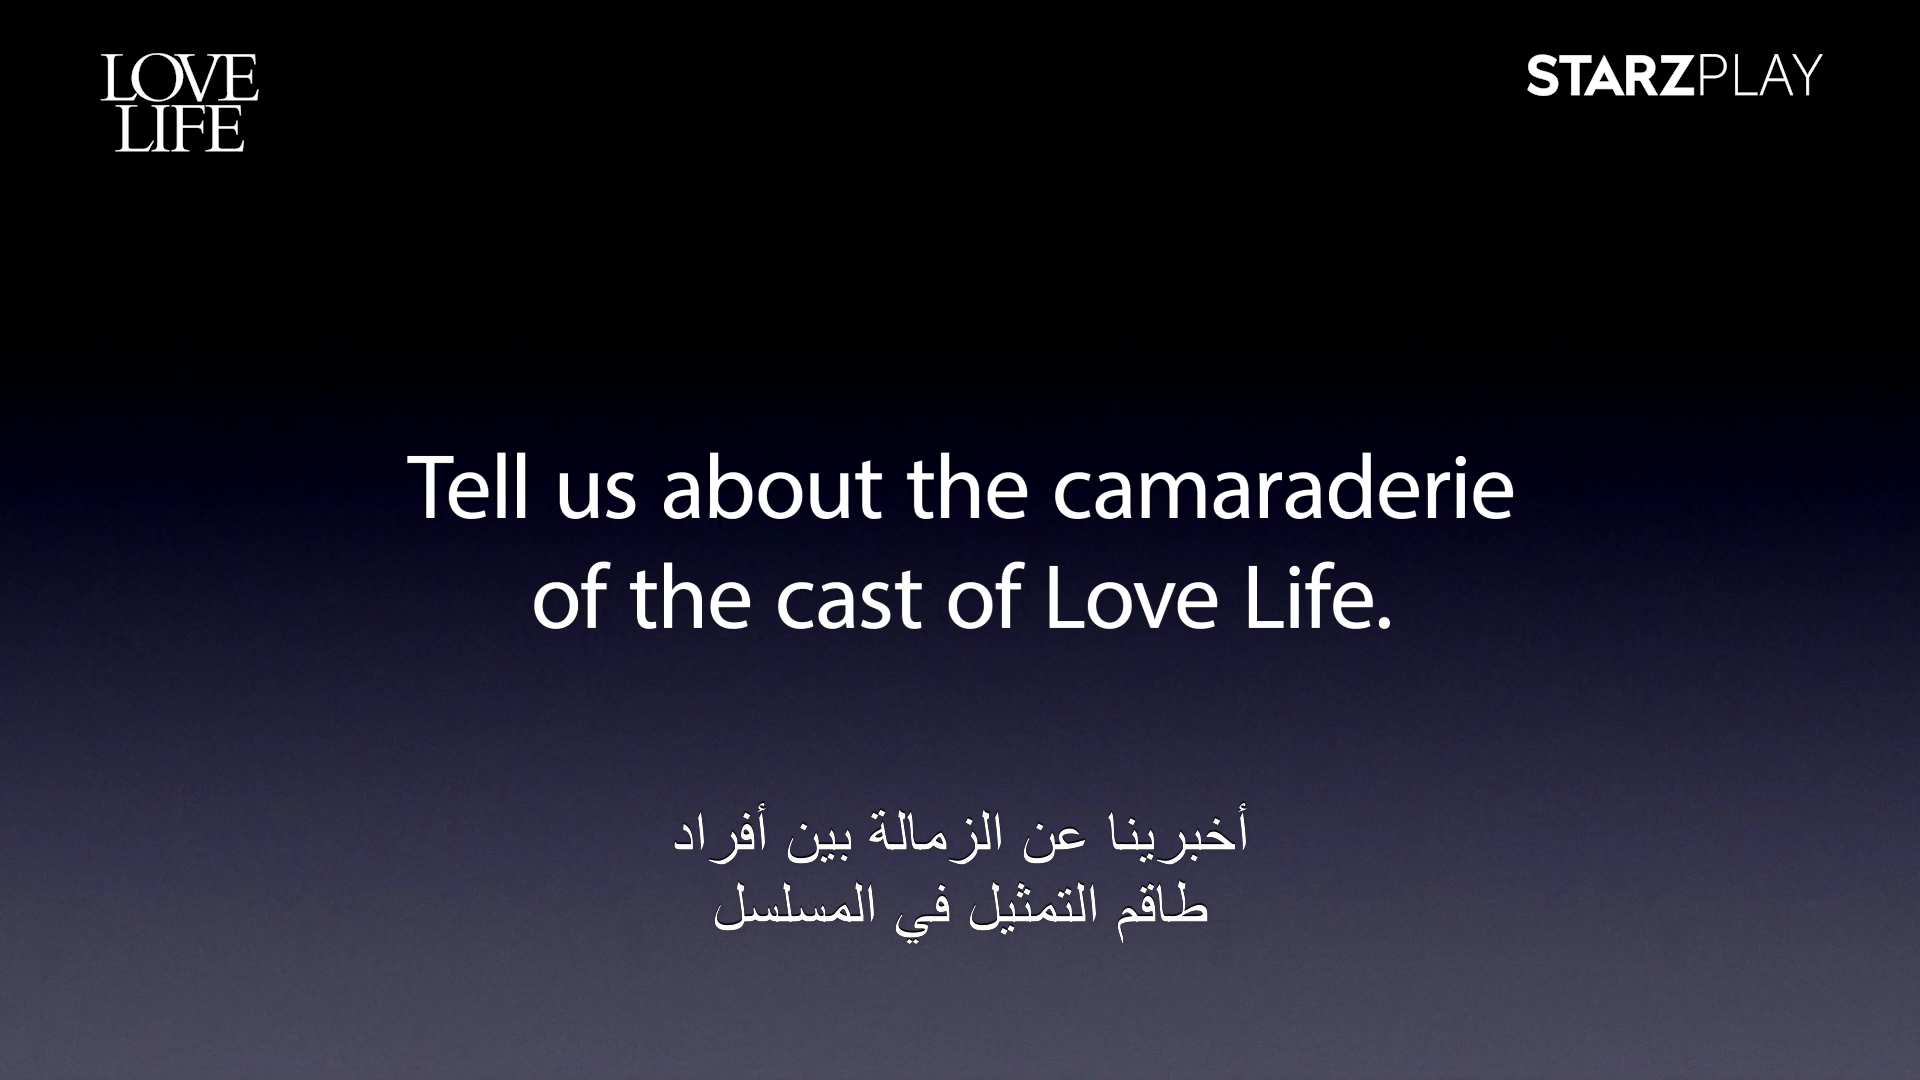 LOVE
LIFE
STARZPLAY
Tell us about the camaraderie
of the cast of Love Life.
أخبرينا عن الزمالة بين أفراد
طاقم التمثيل في المسلسل